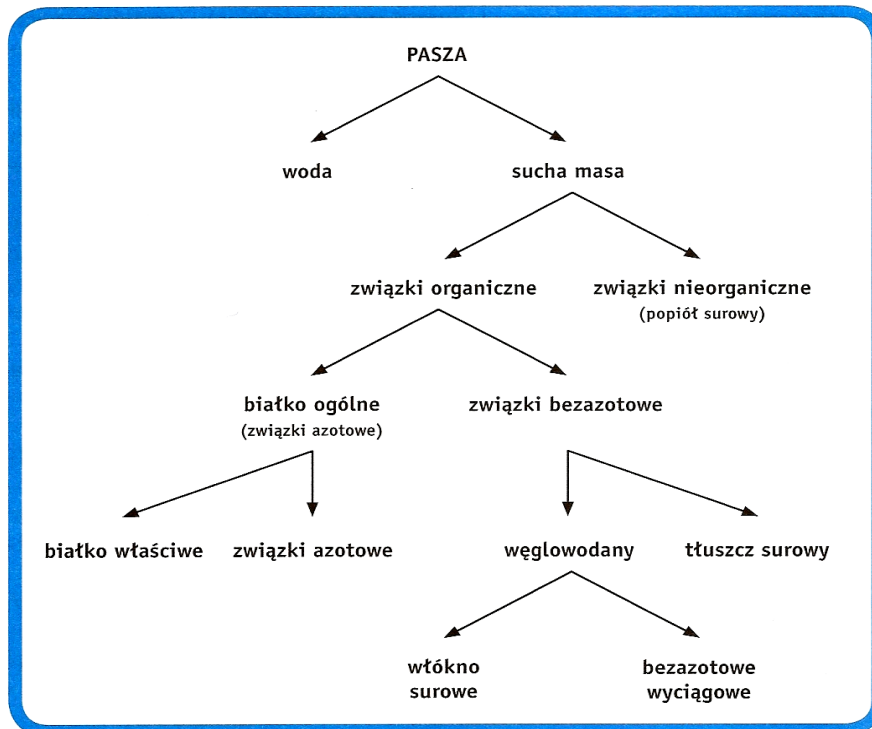 PASZA
woda
sucha masa
związki organiczne
związki nieorganiczne
(popiół surowy)
białko ogólne
(związki azotowe)
związki bezazotowe
białko właściwe
związki azotowe
węglowodany
tłuszcz surowy
włókno
surowe
bezazotowe
wyciągowe